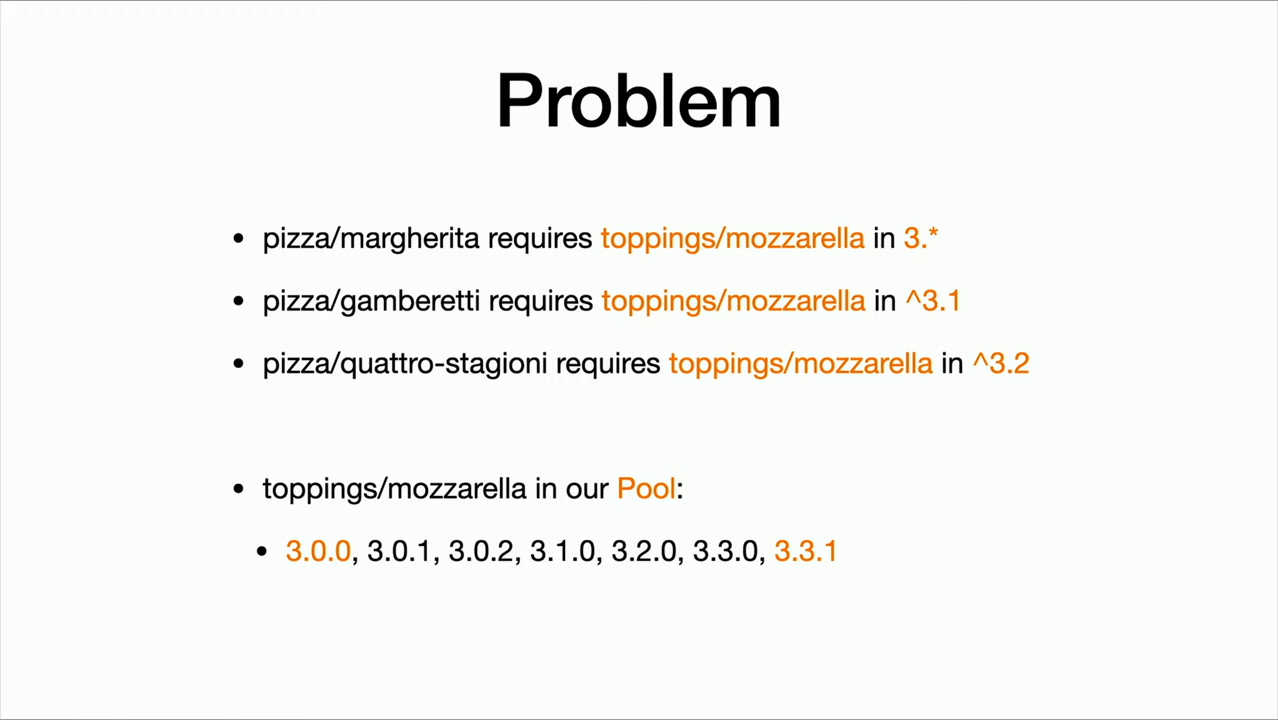 Problem
• pizza/margherita requires toppings/mozzarella in 3.*
• pizza/gamberetti requires toppings/mozzarella in ^3.1
• pizza/quattro-stagioni requires toppings/mozzarella in ^3.2
• toppings/mozzarella in our Pool:
• 3.0.0, 3.0.1, 3.0.2, 3.1.0, 3.2.0, 3.3.0, 3.3.1